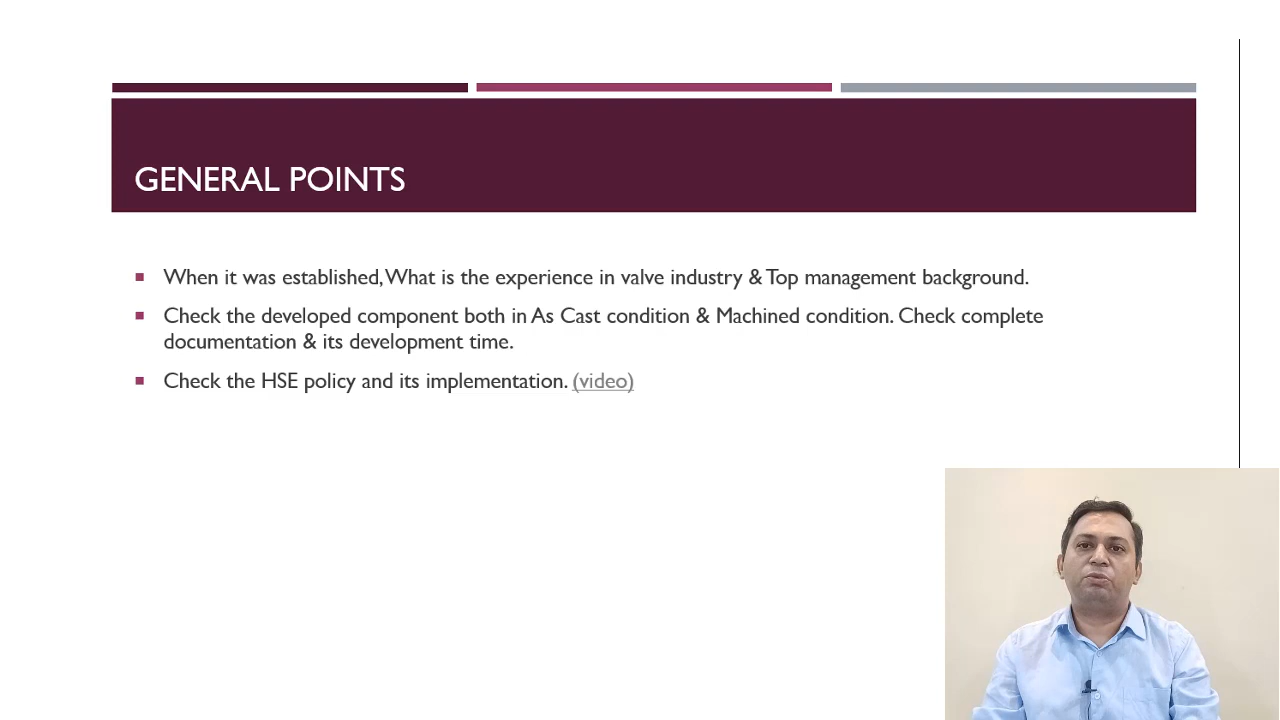 GENERAL POINTS
When it was established, What is the experience in valve industry & Top management background.
Check the developed component both in As Cast condition & Machined condition. Check complete
documentation & its development time.
Check the HSE policy and its implementation. (video)